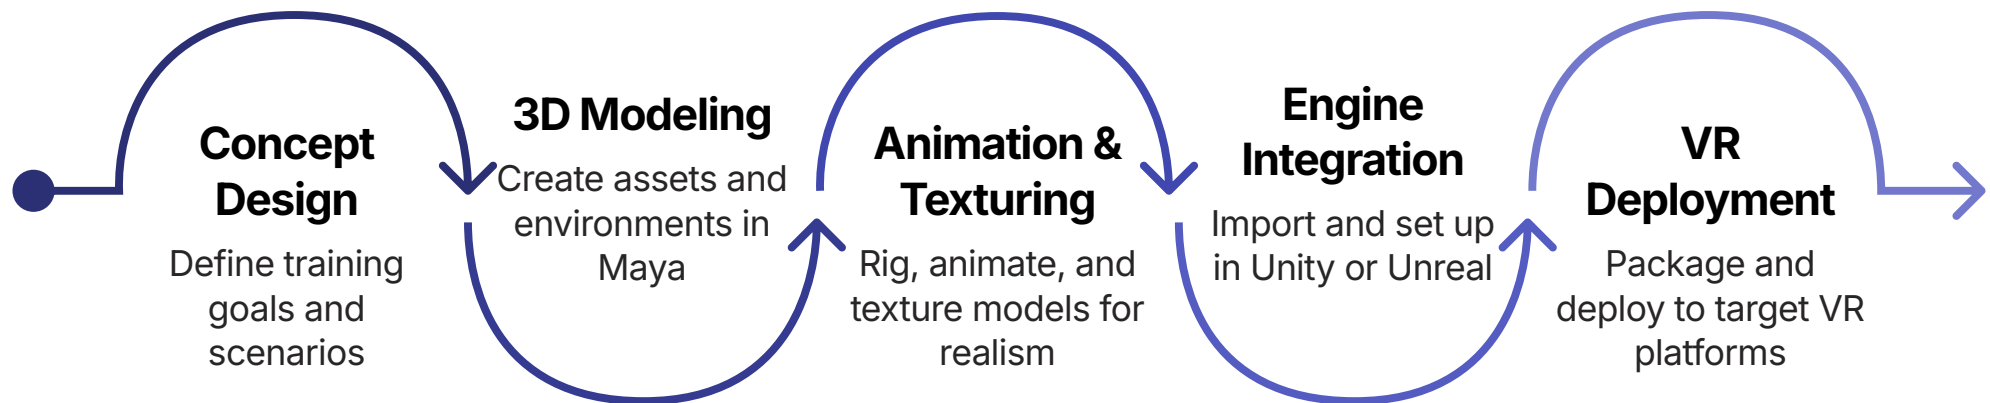 Concept
Design
Define training
goals and
scenarios
3D Modeling
Create assets and
environments in
Maya
Animation &
Texturing
Rig, animate, and
texture models for
realism
Engine
Integration
Import and set up
in Unity or Unreal
VR
Deployment
Package and
deploy to target VR
platforms